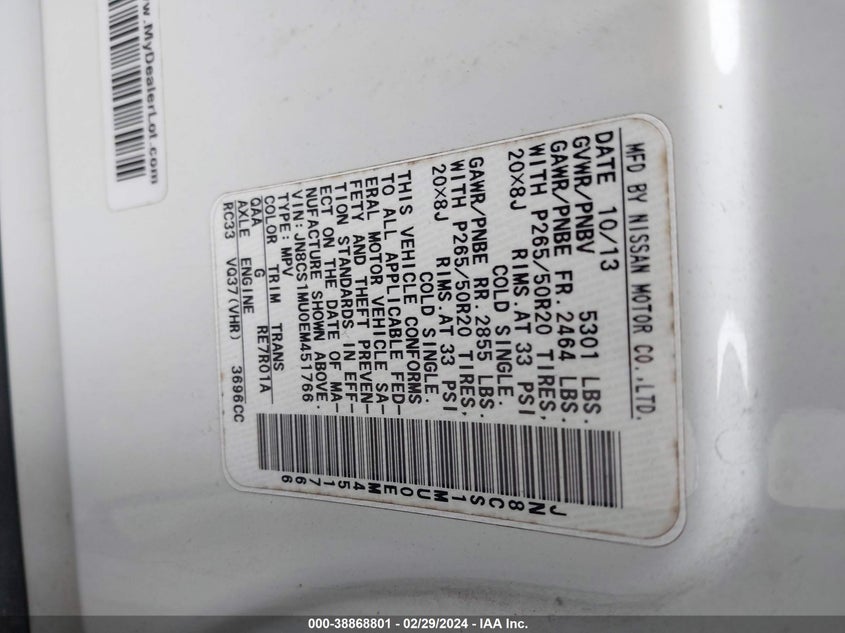 w.MyDealerLot.com
MFD BY NISSAN MOTOR CO.,LTD.
DATE 10/13
GVWR/PNBV 5301 LBS.
GAWR/PNBE FR. 2464 LBS.
WITH P265/50R20 TIRES,
20X8J RIMS.AT 33 PSI
COLD SINGLE.
GAWR/PNBE RR. 2855 LBS.
WITH P265/50R20 TIRES,
20X8J RIMS.AT 33 PSI
COLD SINGLE.
THIS VEHICLE CONFORMS
TO ALL APPLICABLE FED-
ERAL MOTOR VEHICLE SA-
FETY AND THEFT PREVEN-
TION STANDARDS IN EFF-
ECT ON THE DATE OF MA-
NUFACTURE SHOWN ABOVE.
VIN:JN8CS1MU0EM451766
TYPE:MPV
COLOR TRIM TRANS
QAA G RE7R01A
AXLE ENGINE
RC33 VQ37(VHR) 3696CC
JN8CS1MU0EM451766
000-38868801 - 02/29/2024 - IAA Inc.